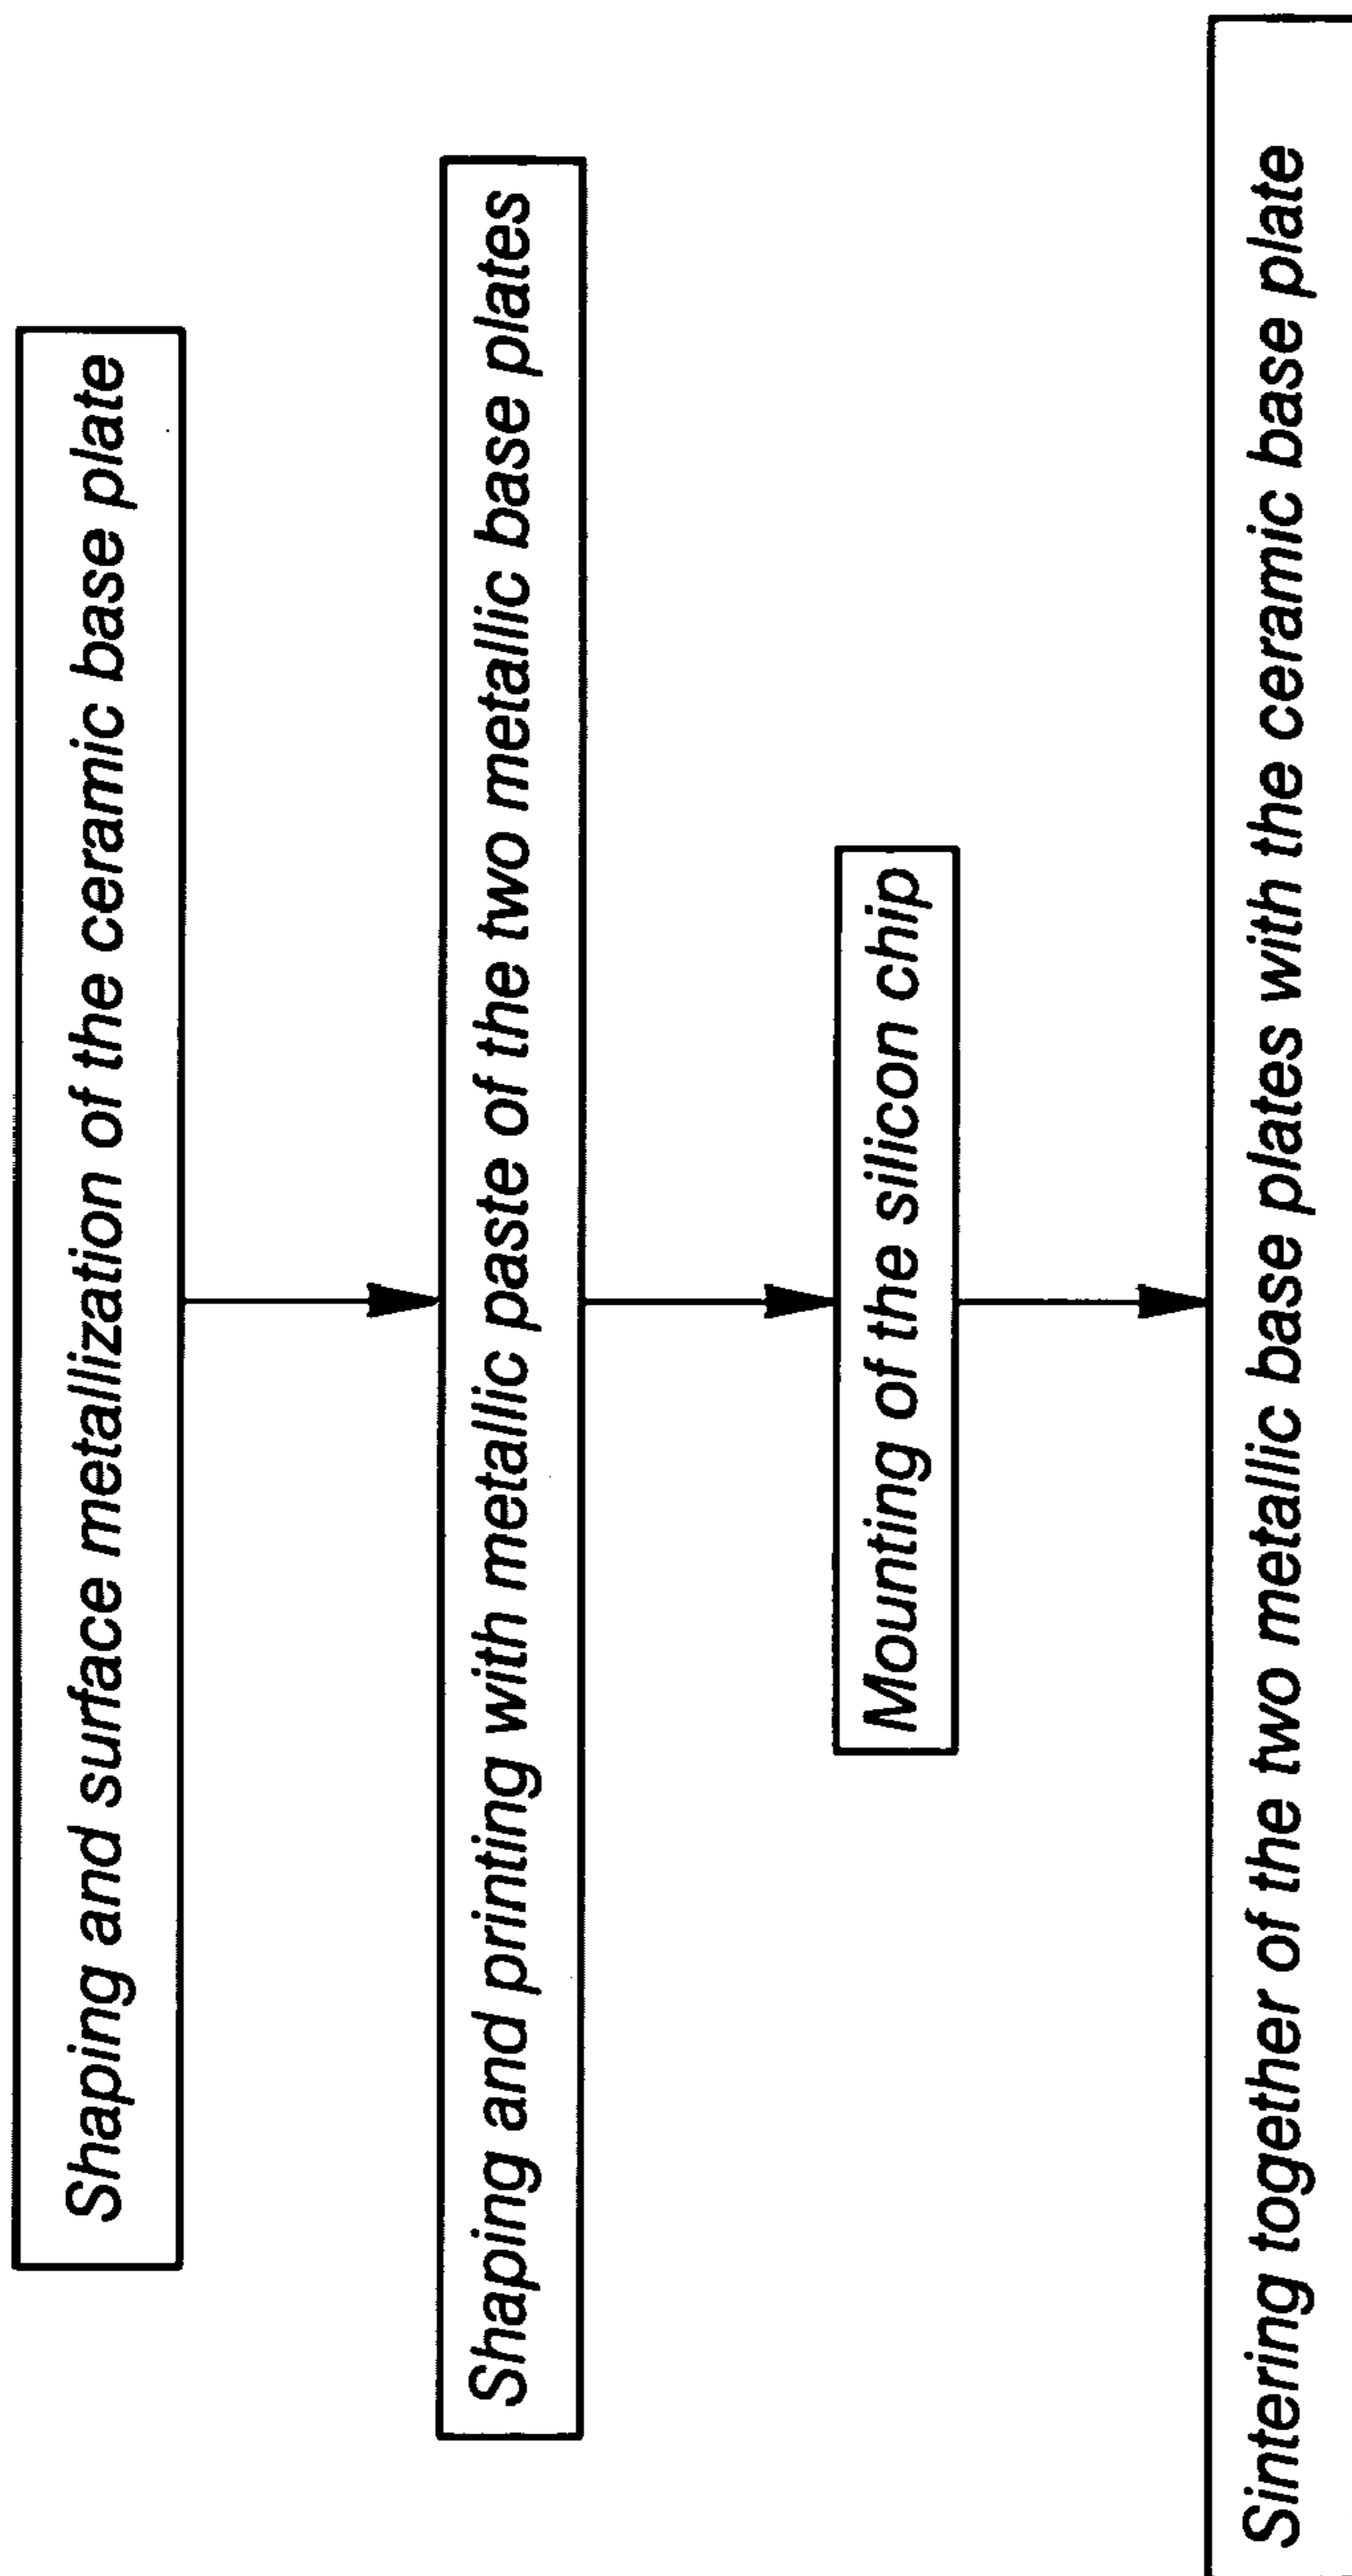 Shaping and surface metallization of the ceramic base plate
Shaping and printing with metallic paste of the two metallic base plates
Mounting of the silicon chip
Sintering together of the two metallic base plates with the ceramic base plate